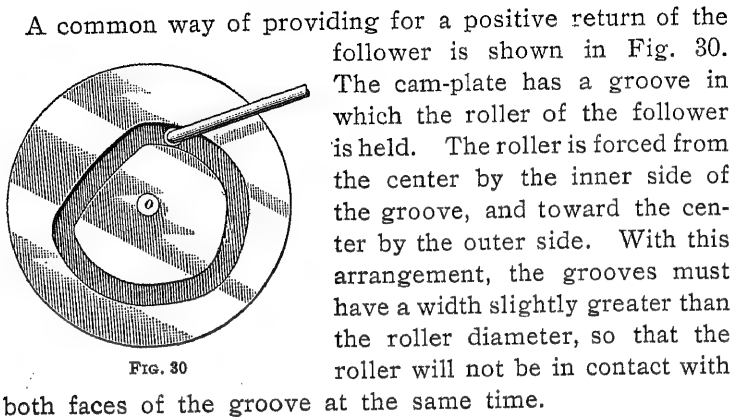 A common way of providing for a positive return of the
follower is shown in Fig. 30.
The cam-plate has a groove in
which the roller of the follower
is held. The roller is forced from
the center by the inner side of
the groove, and toward the cen-
ter by the outer side. With this
arrangement, the grooves must
have a width slightly greater than
the roller diameter, so that the
roller will not be in contact with
both faces of the groove at the same time.
O
FIG. 30